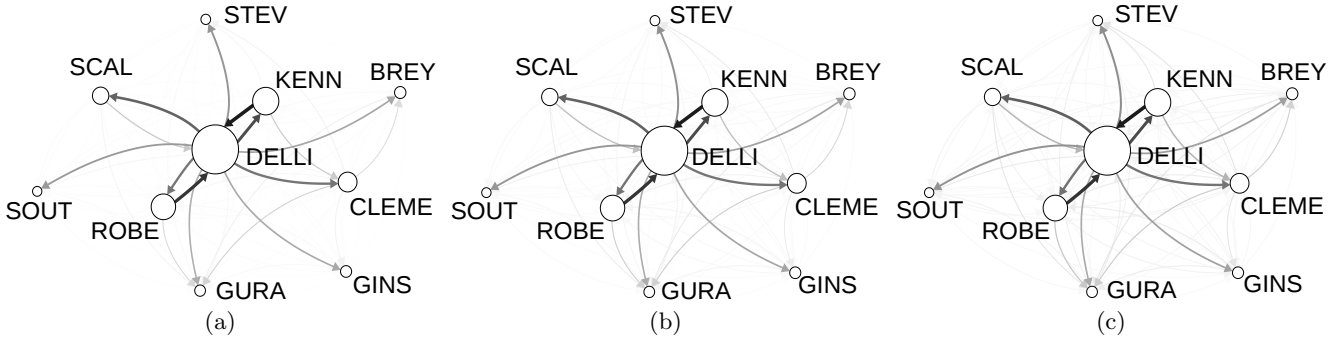 STEV
SCAL
KENN
BREY
DELLI
SOUT
CLEME
ROBE
GURA
GINS
(a)
STEV
SCAL
KENN
BREY
DELLI
SOUT
CLEME
ROBE
GURA
GINS
(b)
STEV
SCAL
KENN
BREY
DELLI
SOUT
CLEME
ROBE
GURA
GINS
(c)